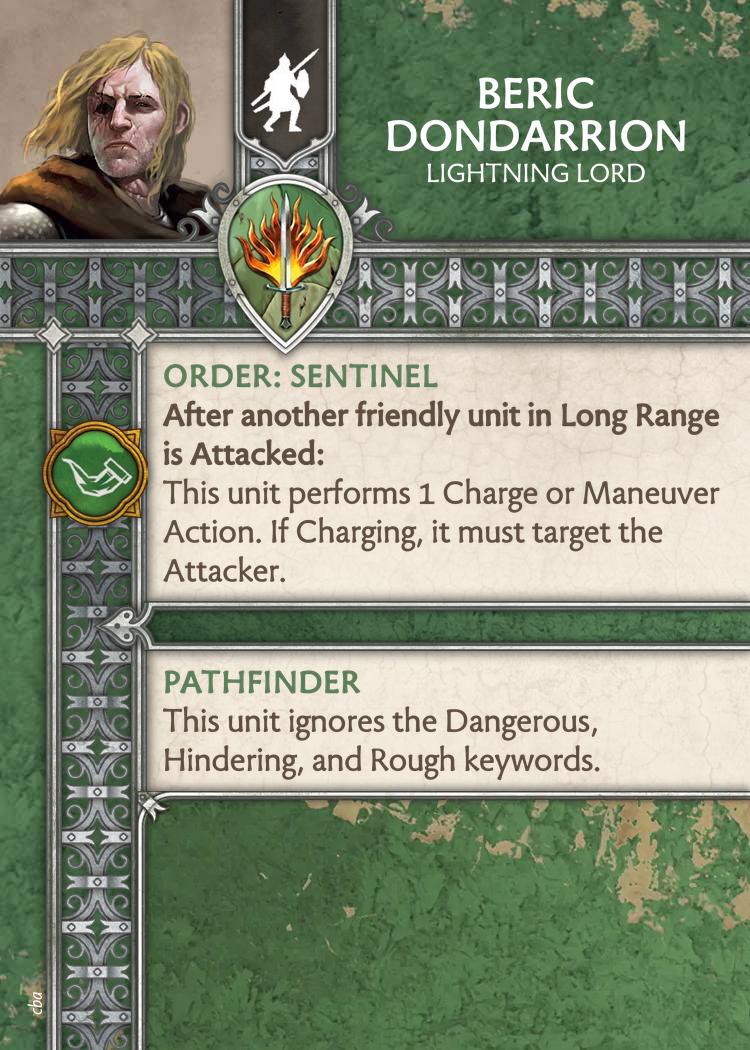 BERIC
DONDARRION
LIGHTNING LORD
ORDER: SENTINEL
After another friendly unit in Long Range
is Attacked:
This unit performs 1 Charge or Maneuver
Action. If Charging, it must target the
Attacker.
PATHFINDER
This unit ignores the Dangerous,
Hindering, and Rough keywords.
cba